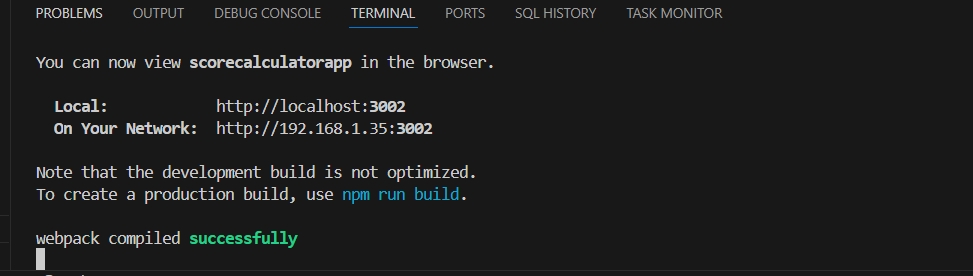 PROBLEMS OUTPUT DEBUG CONSOLE TERMINAL PORTS SQL HISTORY TASK MONITOR
You can now view scorecalculatorapp in the browser.
Local: http://localhost:3002
On Your Network: http://192.168.1.35:3002
Note that the development build is not optimized.
To create a production build, use npm run build.
webpack compiled successfully